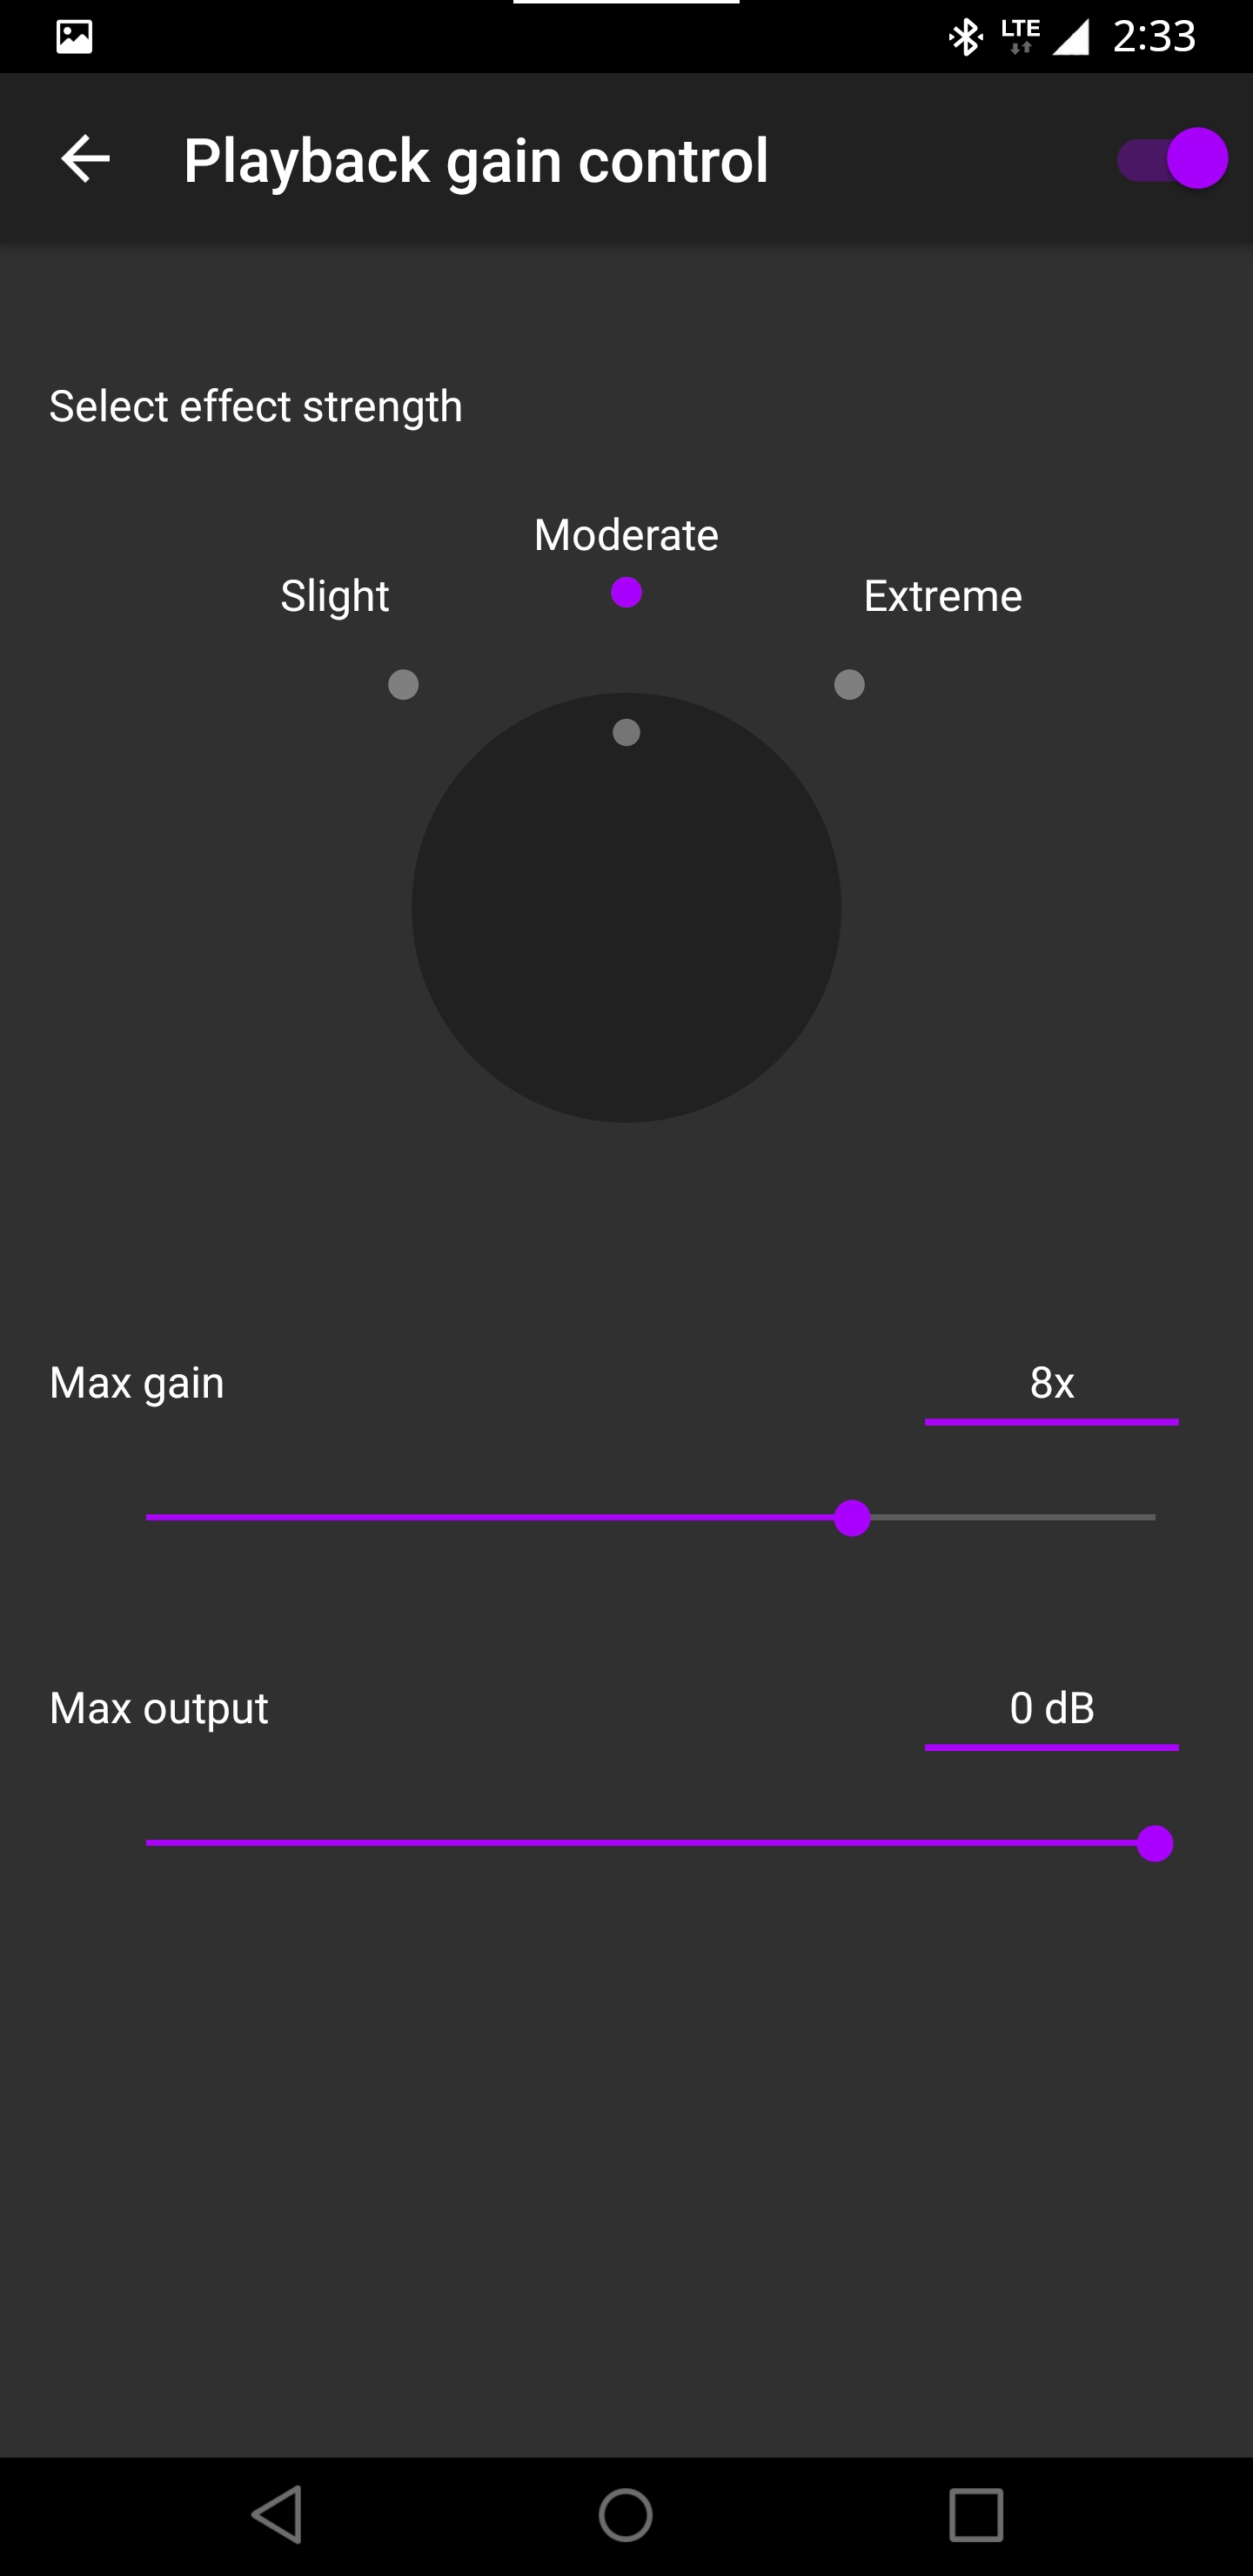 LTE 2:33
Playback gain control
Select effect strength
Moderate
Slight
Extreme
Max gain
8x
Max output
0 dB